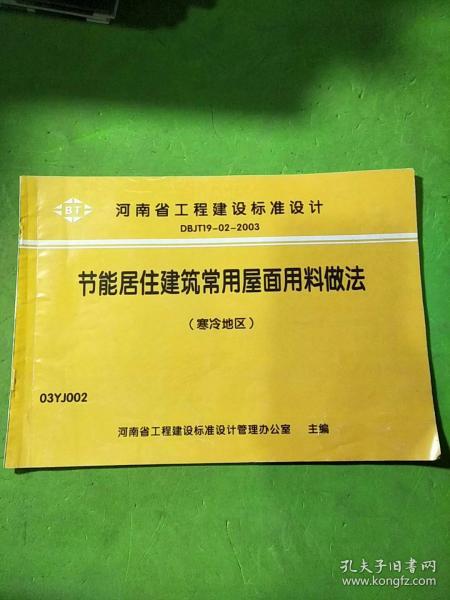 BT
河南省工程建设标准设计
DBJT19-02-2003
节能居住建筑常用屋面用料做法
（寒冷地区）
03YJ002
河南省工程建设标准设计管理办公室 主编
孔夫子旧书网
www.kongfz.com